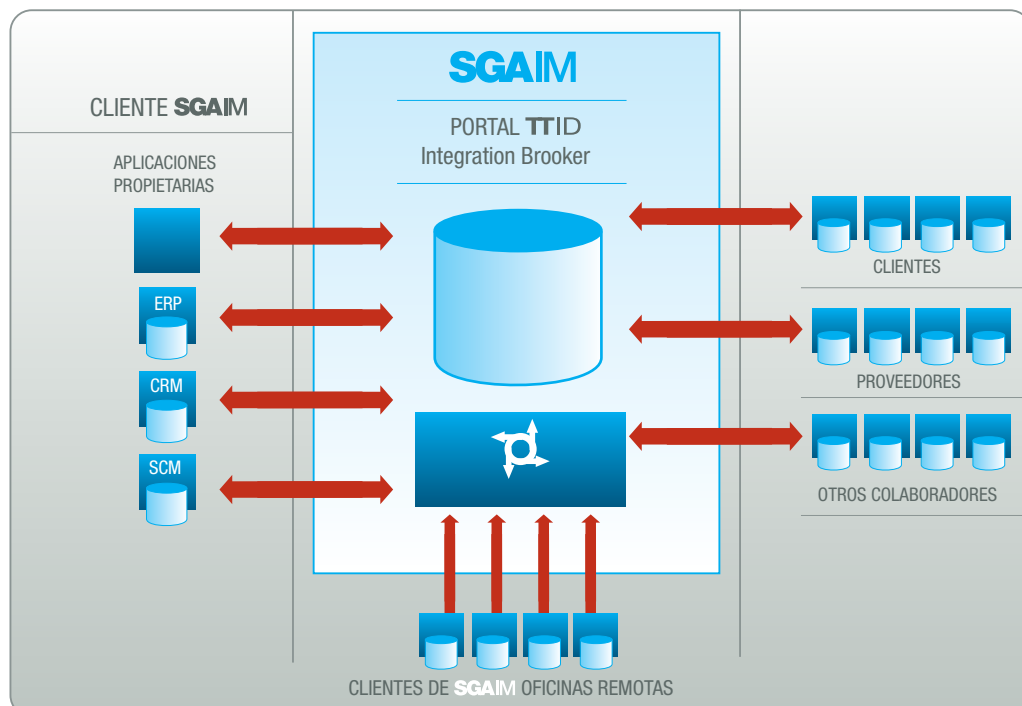 CLIENTE SGAIM
APLICACIONES
PROPIETARIAS
ERP
CRM
SCM
SGAIM
PORTAL TTID
Integration Brooker
CLIENTES
PROVEEDORES
OTROS COLABORADORES
CLIENTES DE SGAIM OFICINAS REMOTAS